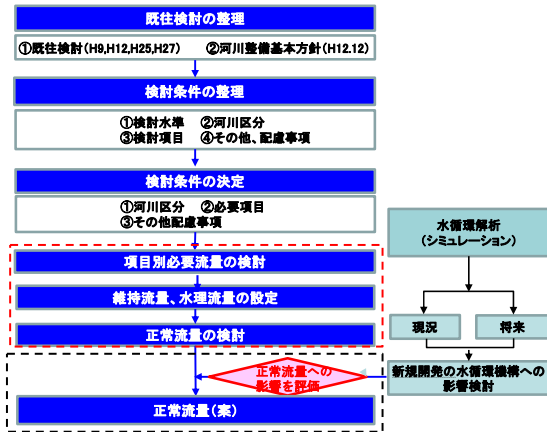 既往検討の整理
①既往検討(H9,H12,H25,H27)　②河川整備基本方針(H12.12)
検討条件の整理
①検討水準　②河川区分
③検討項目　④その他、配慮事項
検討条件の決定
①河川区分　②必要項目
③その他配慮事項
項目別必要流量の検討
維持流量、水理流量の設定
正常流量の検討
水循環解析
(シミュレーション)
現況
将来
新規開発の水循環機構への
影響検討
正常流量への
影響を評価
正常流量(案)